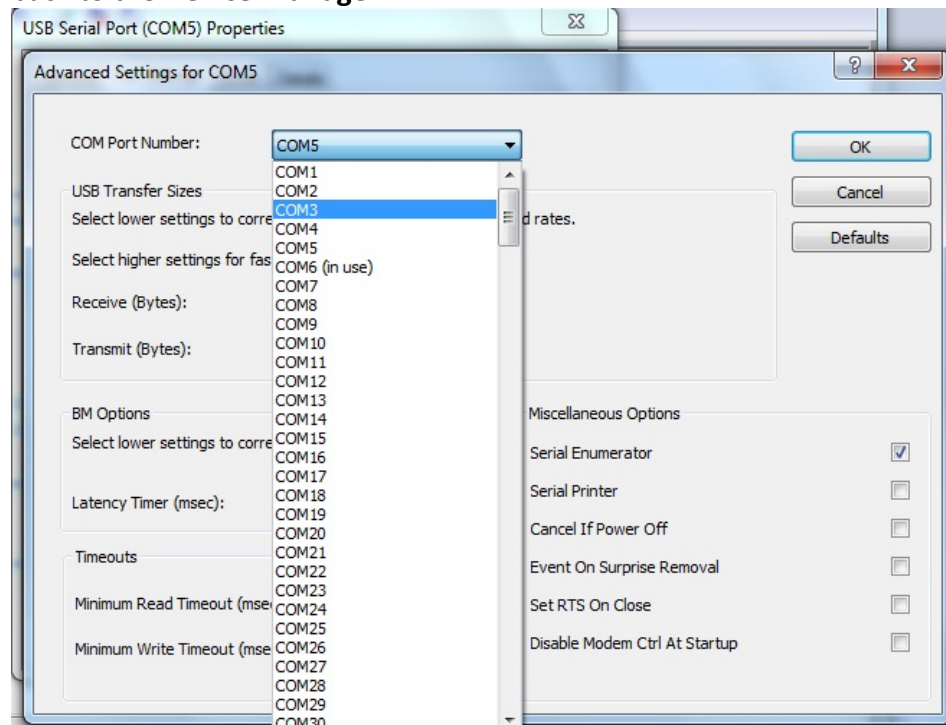 USB Serial Port (COM5) Properties
Advanced Settings for COM5
COM Port Number:
COM5
OK
Cancel
Defaults
COM1
COM2
COM3
COM4
COM5
COM6 (in use)
COM7
COM8
COM9
COM10
COM11
COM12
COM13
COM14
COM15
COM16
COM17
COM18
COM19
COM20
COM21
COM22
COM23
COM24
COM25
COM26
COM27
COM28
COM29
COM30
USB Transfer Sizes
Select lower settings to corre
d rates.
Select higher settings for fas
Receive (Bytes):
Transmit (Bytes):
BM Options
Select lower settings to corre
Latency Timer (msec):
Timeouts
Minimum Read Timeout (mse
Minimum Write Timeout (mse
Miscellaneous Options
Serial Enumerator
Serial Printer
Cancel If Power Off
Event On Surprise Removal
Set RTS On Close
Disable Modem Ctrl At Startup